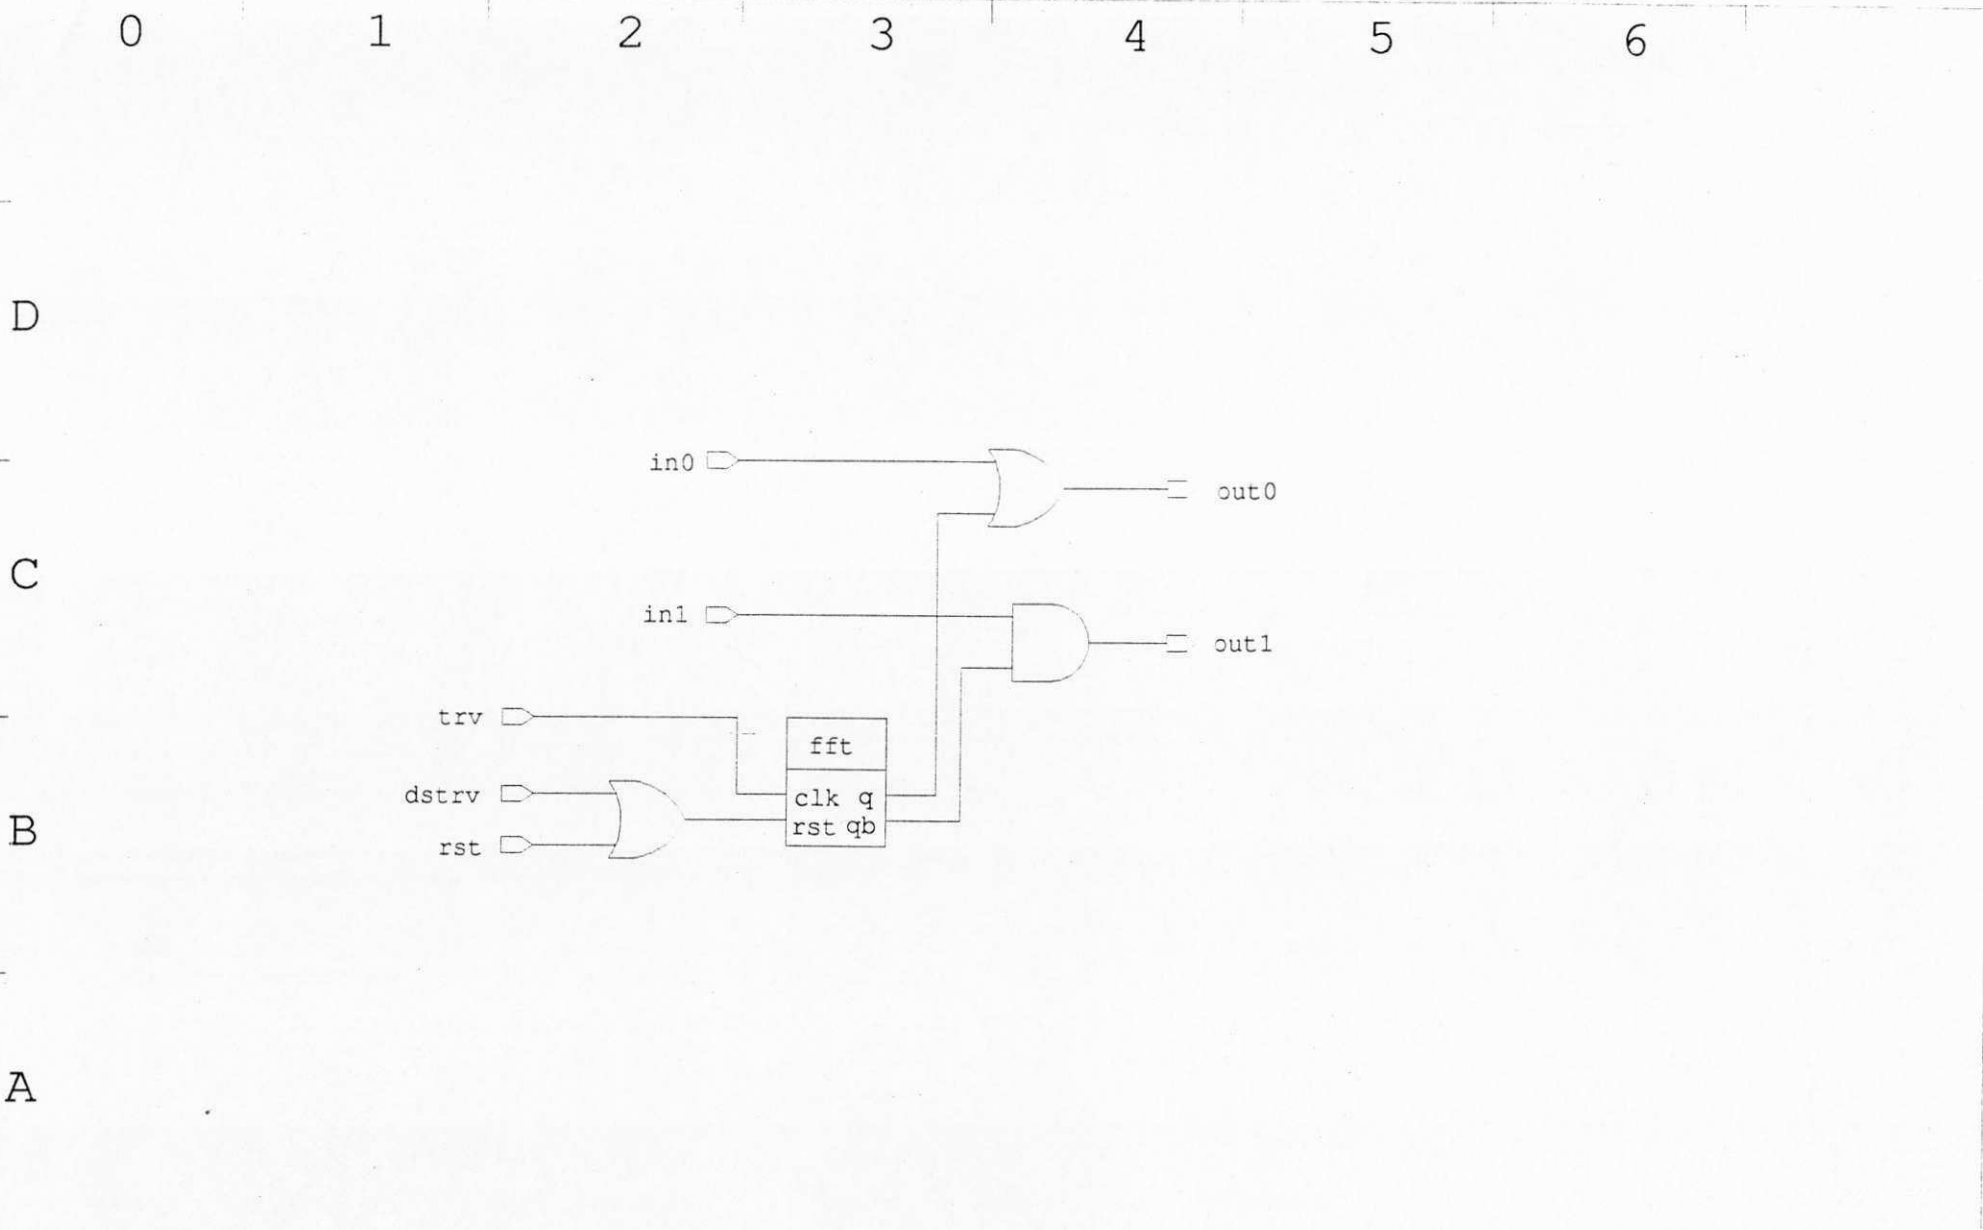 0 1 2 3 4 5 6
D
in0
out0
C
in1
out1
trv
fft
dstrv
clk q
B
rst qb
rst
A